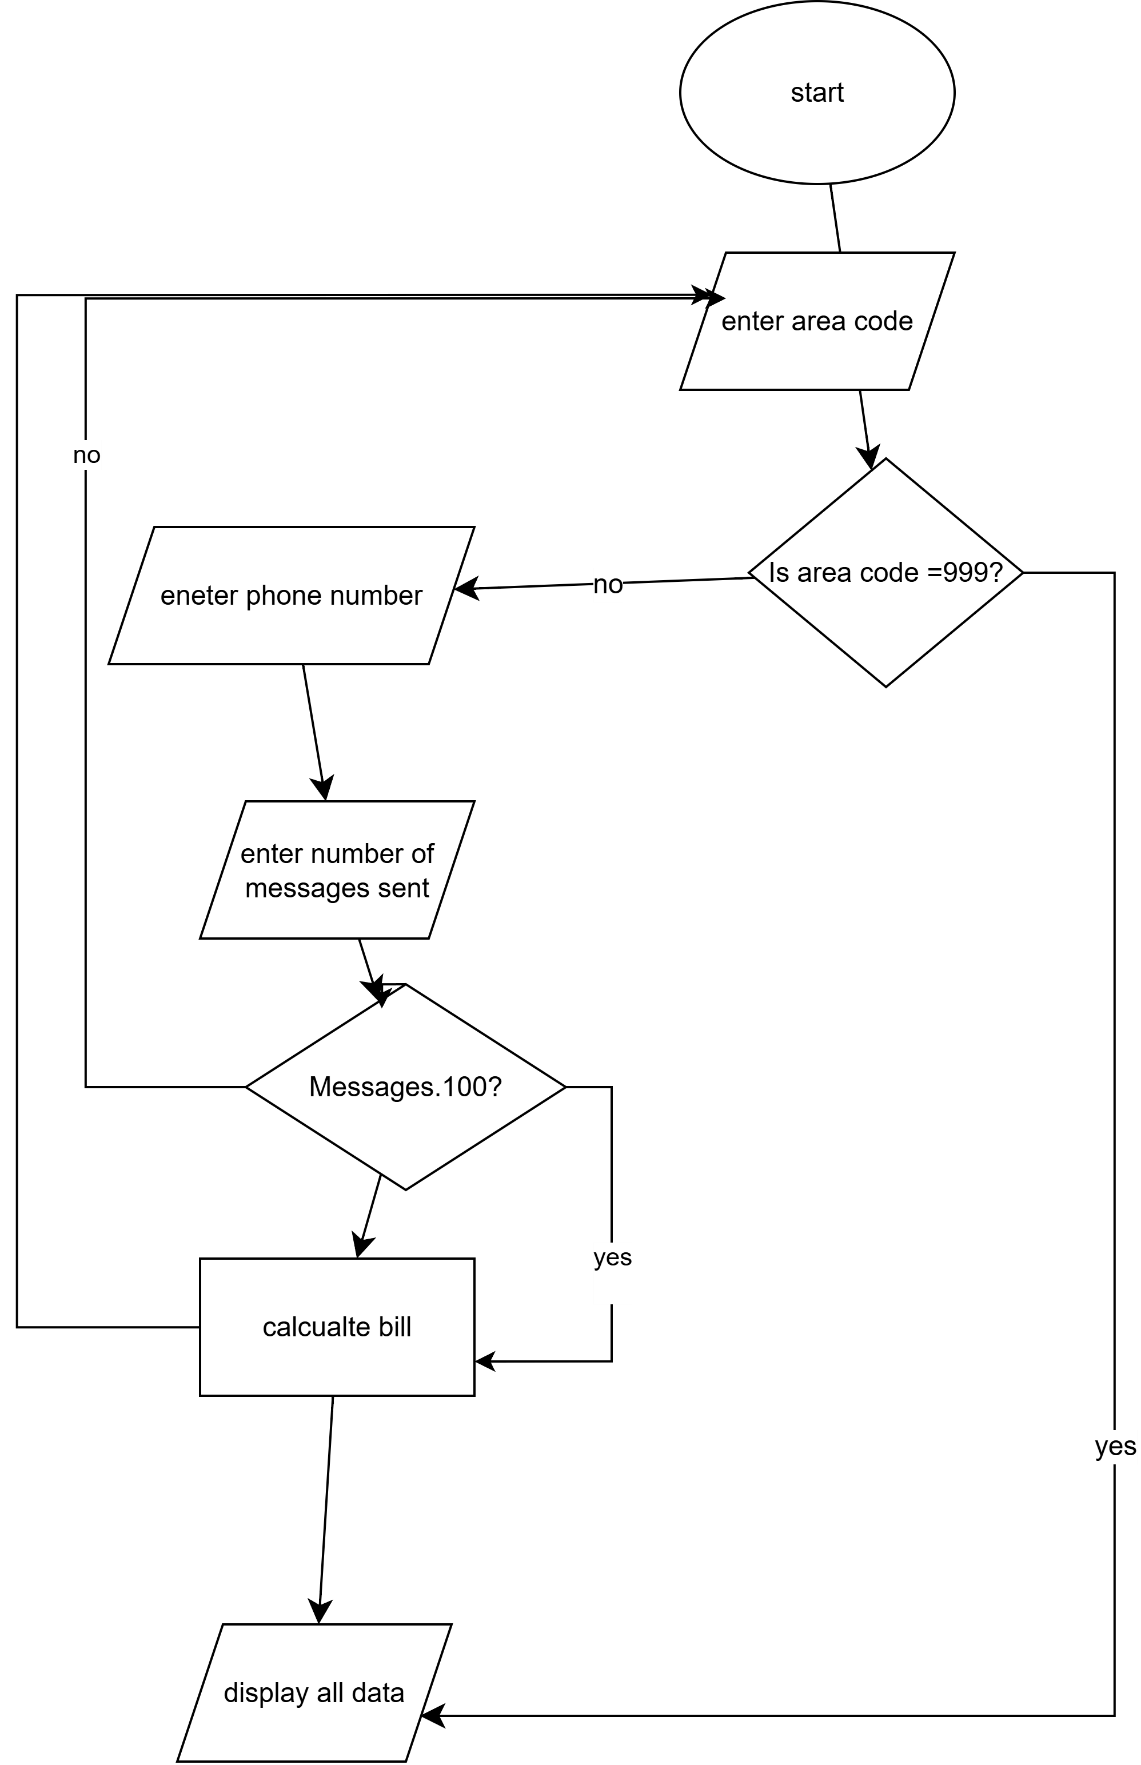 start
enter area code
no
Is area code =999?
no
eneter phone number
enter number of
messages sent
Messages.100?
yes
calcualte bill
yes
display all data